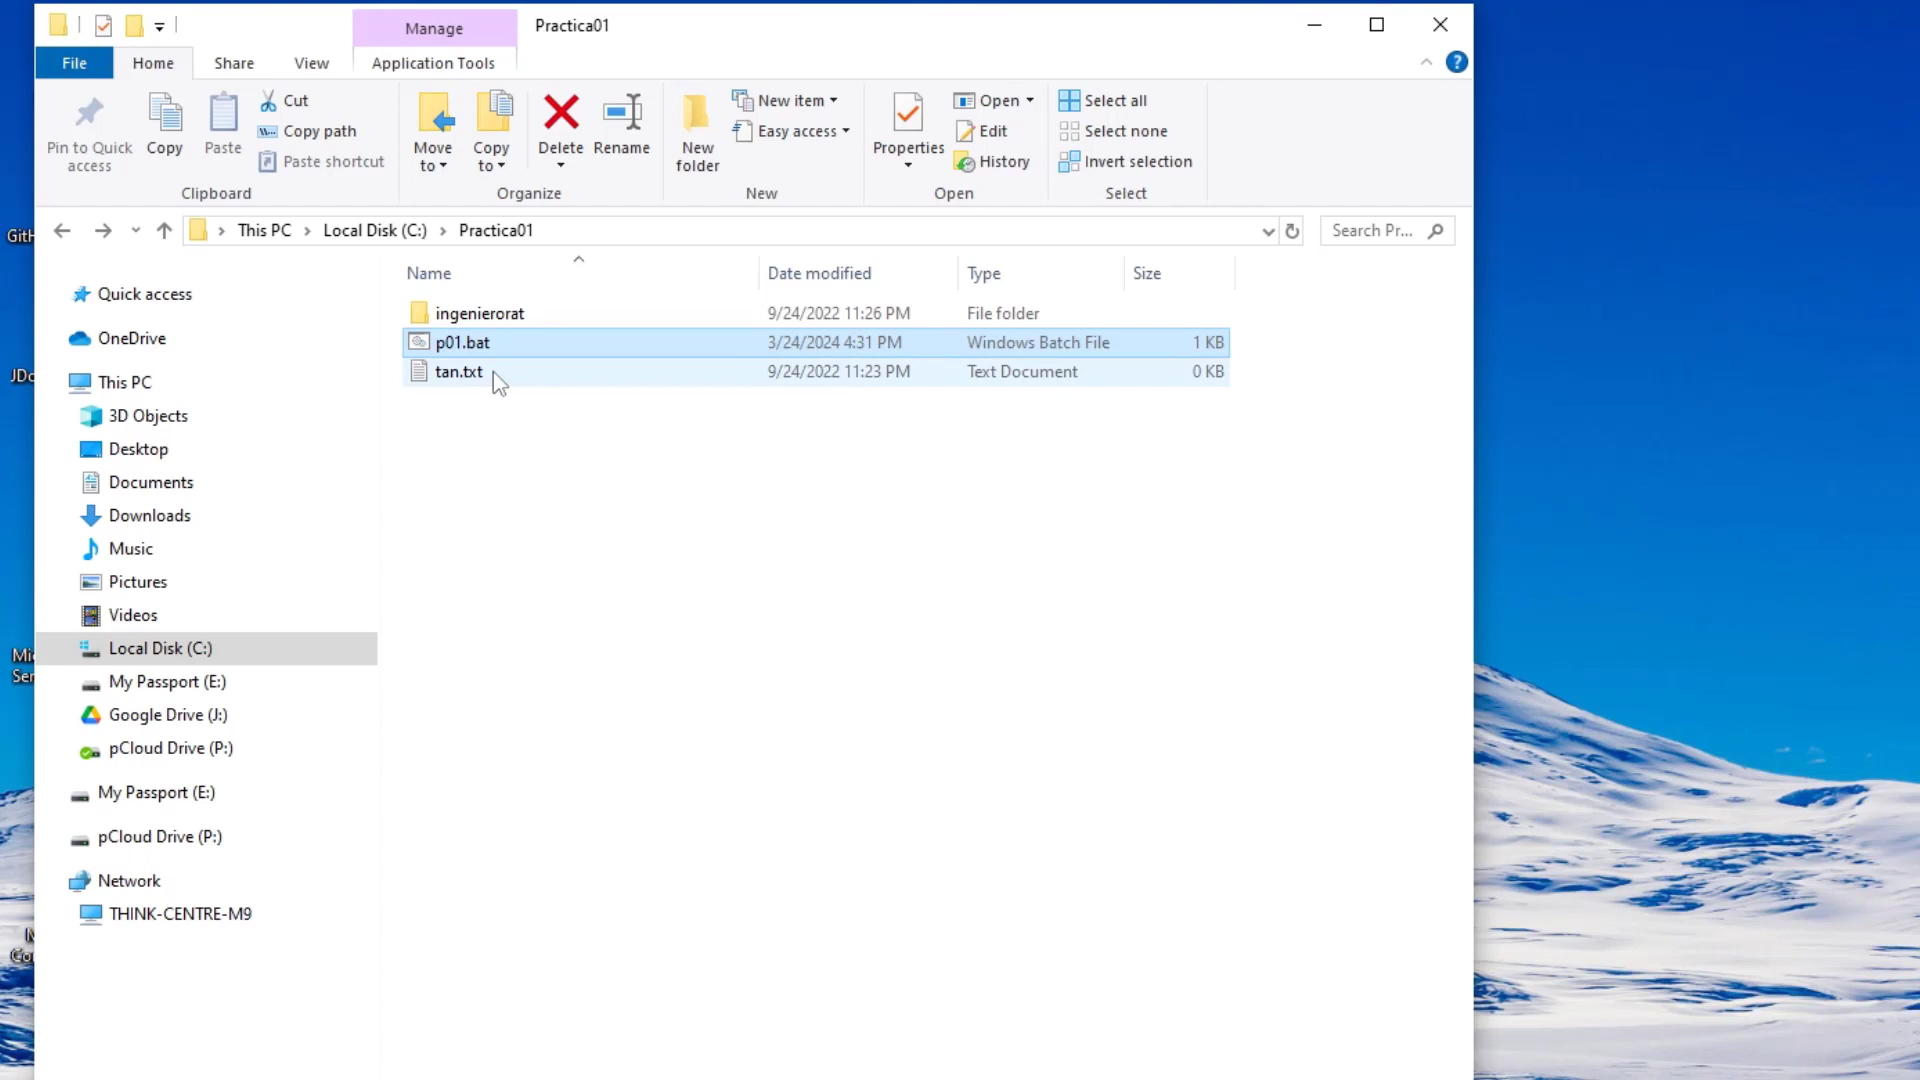 Manage
Practica01
File
Home
Share
View
Application Tools
Pin to Quick access
Copy
Paste
Cut
Copy path
Paste shortcut
Clipboard
Move to
Copy to
Delete
Rename
Organize
New folder
New item
Easy access
New
Properties
Open
Edit
History
Open
Select all
Select none
Invert selection
Select
This PC
Local Disk (C:)
Practica01
Search Pr...
Name
Date modified
Type
Size
ingenierorat 9/24/2022 11:26 PM File folder
p01.bat 3/24/2024 4:31 PM Windows Batch File 1 KB
tan.txt 9/24/2022 11:23 PM Text Document 0 KB
Quick access
OneDrive
This PC
3D Objects
Desktop
Documents
Downloads
Music
Pictures
Videos
Local Disk (C:)
My Passport (E:)
Google Drive (J:)
pCloud Drive (P:)
My Passport (E:)
pCloud Drive (P:)
Network
THINK-CENTRE-M9